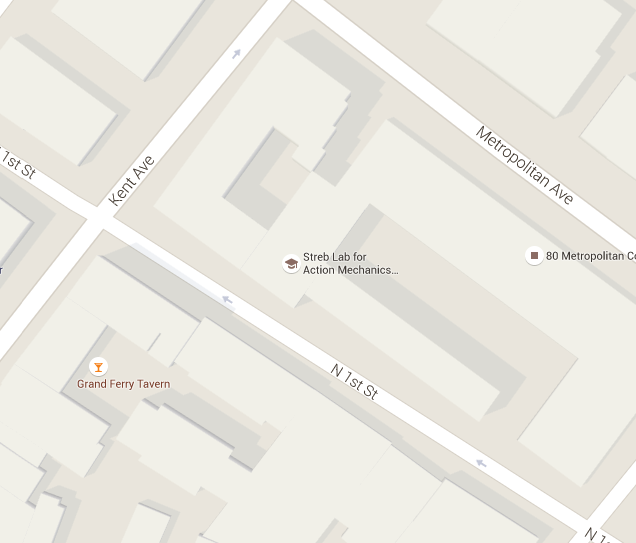 Metropolitan Ave
1st St
Kent Ave
80 Metropolitan Co
Streb Lab for
Action Mechanics...
r
N 1st St
Grand Ferry Tavern
N 1s